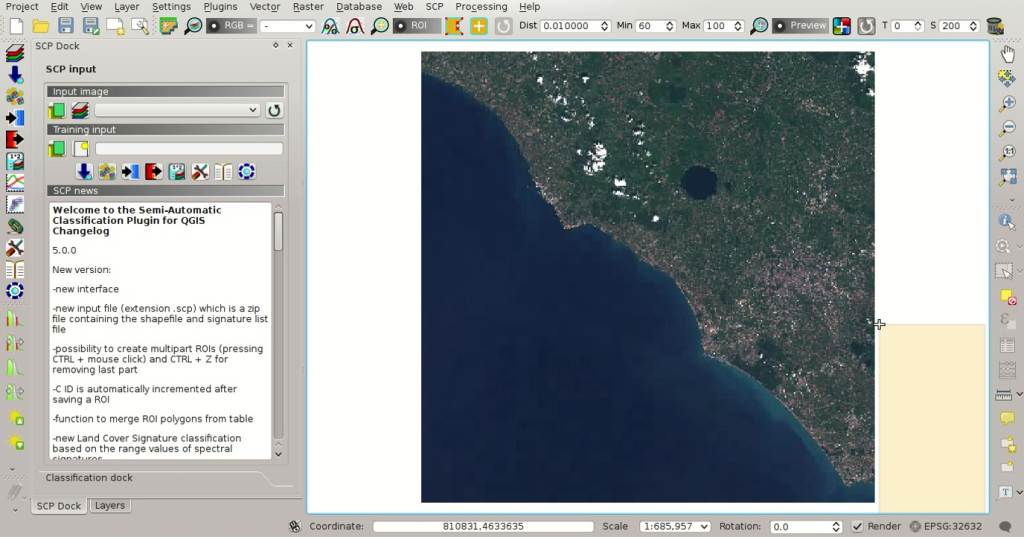 Project Edit View Layer Settings Plugins Vector Raster Database Web SCP Processing Help
RGB = - ROI Dist 0.010000 Min 60 Max 100 Preview T 0 S 200
SCP Dock
SCP input
Input image
Training input
SCP news
Welcome to the Semi-Automatic
Classification Plugin for QGIS
Changelog
5.0.0
New version:
-new interface
-new input file (extension .scp) which is a zip
file containing the shapefile and signature list
file
-possibility to create multipart ROIs (pressing
CTRL + mouse click) and CTRL + Z for
removing last part
-C ID is automatically incremented after
saving a ROI
-function to merge ROI polygons from table
-new Land Cover Signature classification
based on the range values of spectral
signatures
Classification dock
SCP Dock Layers
Coordinate: 810831,4633635 Scale 1:685,957 Rotation: 0.0 Render EPSG:32632